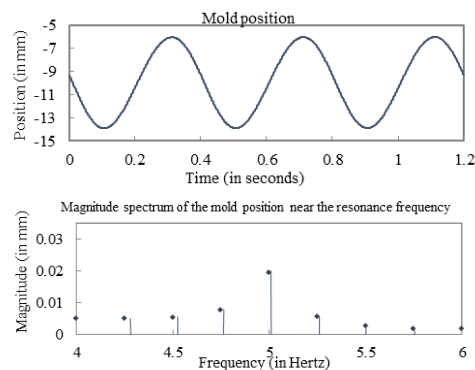 Mold position
Position (in mm)
-5
-7
-9
-11
-13
-15
0 0.2 0.4 0.6 0.8 1 1.2
Time (in seconds)
Magnitude spectrum of the mold position near the resonance frequency
Magnitude (in mm)
0.03
0.02
0.01
0
4 4.5 5 5.5 6
Frequency (in Hertz)